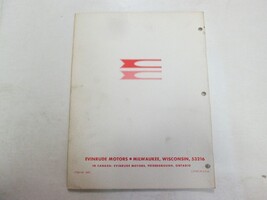 EVINRUDE MOTORS • MILWAUKEE, WISCONSIN, 53216
IN CANADA: EVINRUDE MOTORS, PETERBOROUGH, ONTARIO